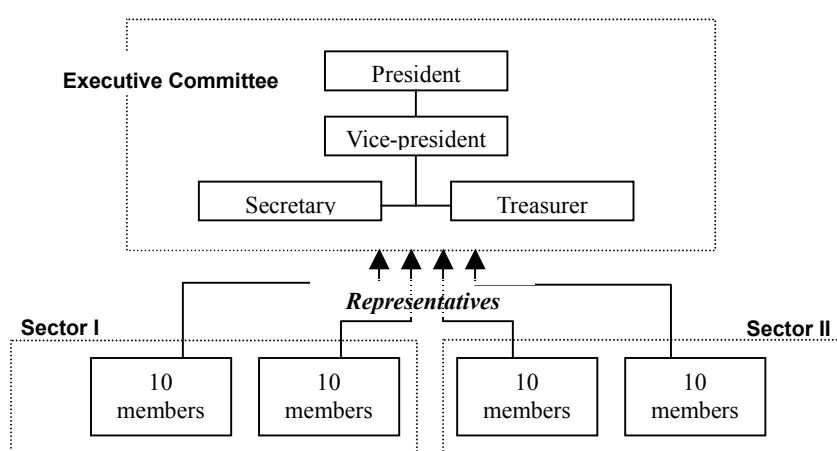 President
Executive Committee
Vice-president
Secretary
Treasurer
Representatives
Sector I
Sector II
10
members
10
members
10
members
10
members